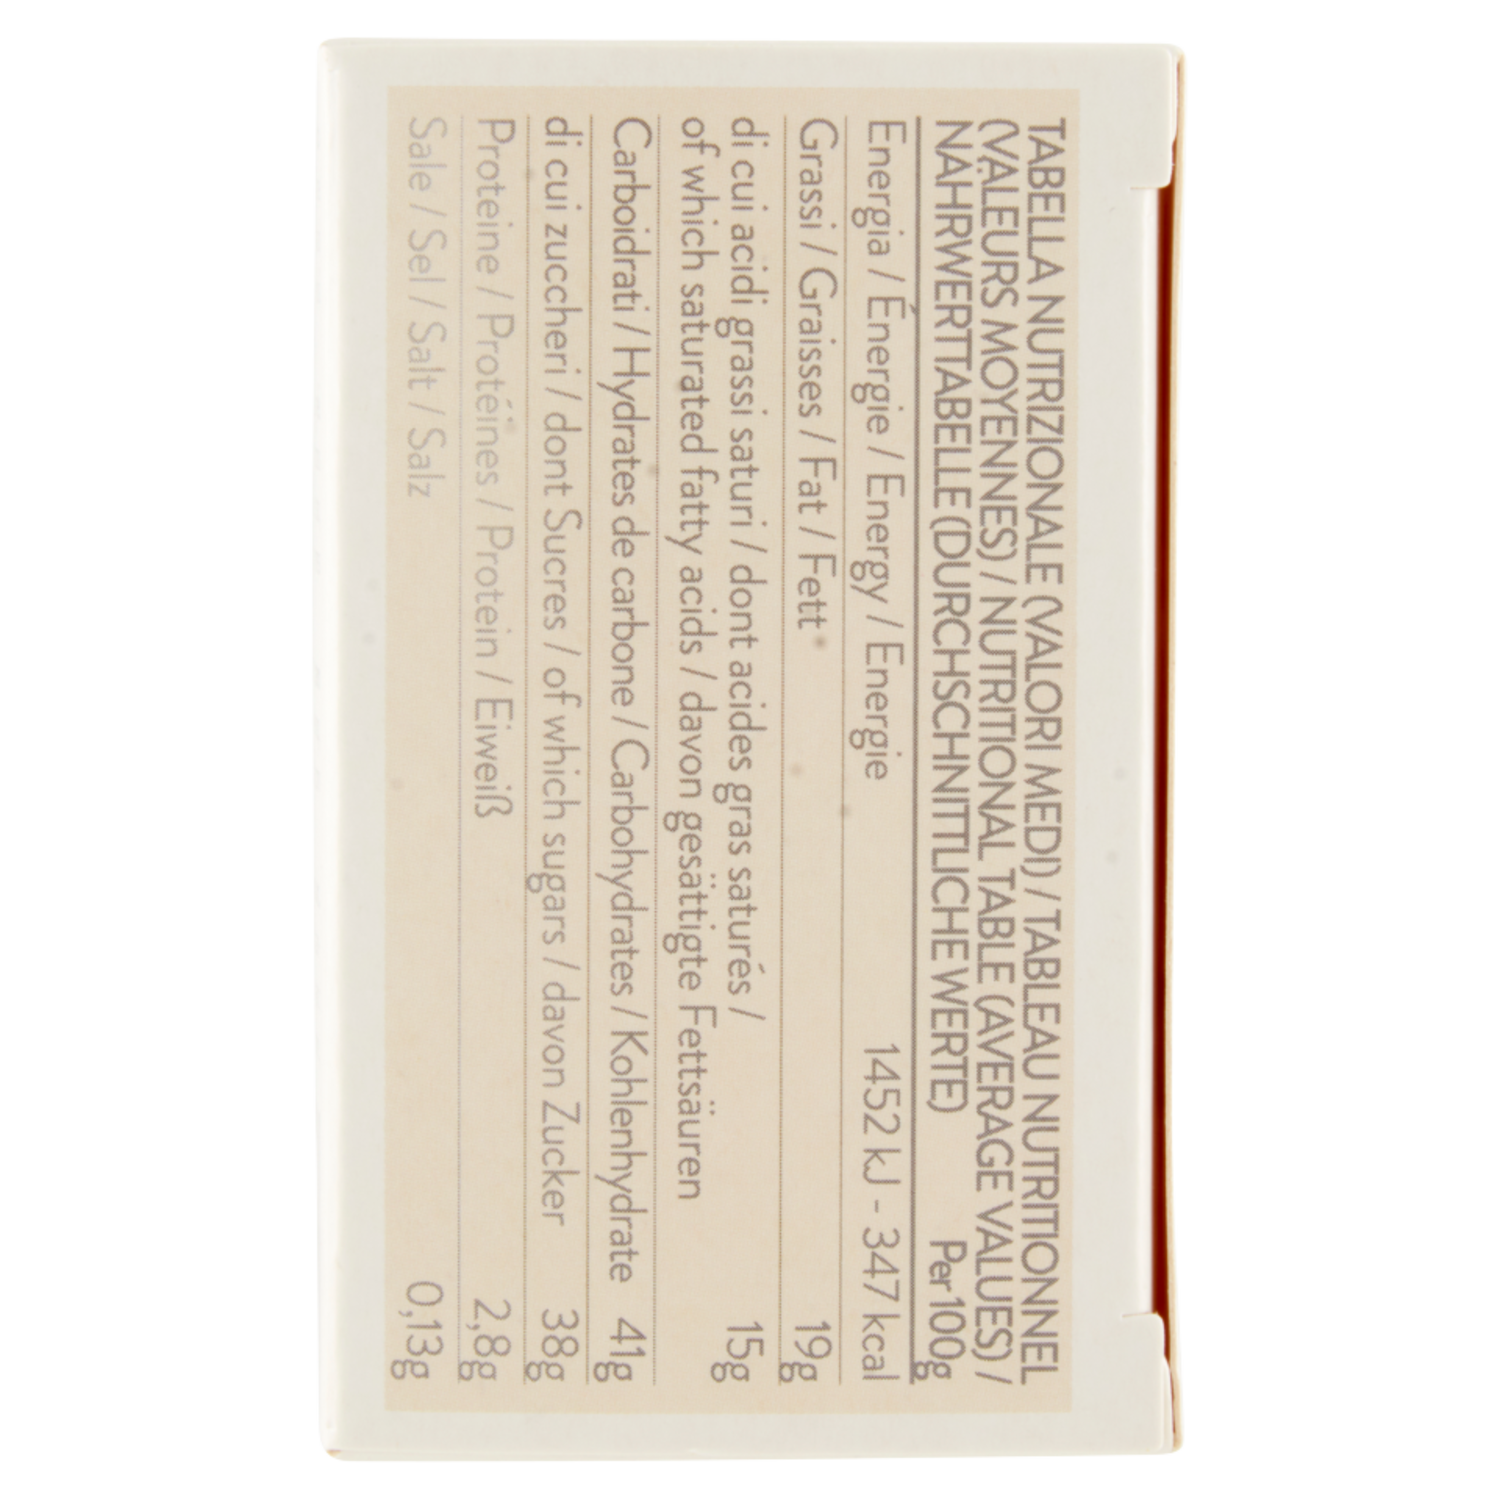 TABELLA NUTRIZIONALE (VALORI MEDI) / TABLEAU NUTRITIONNEL
(VALEURS MOYENNES) / NUTRITIONAL TABLE (AVERAGE VALUES) /
NÄHRWERTTABELLE (DURCHSCHNITTLICHE WERTE) Per 100g
Energia / Énergie / Energy / Energie 1452 kJ - 347 kcal
Grassi / Graisses / Fat / Fett 19g
di cui acidi grassi saturi / dont acides gras saturés / 15g
of which saturated fatty acids / davon gesättigte Fettsäuren
Carboidrati / Hydrates de carbone / Carbohydrates / Kohlenhydrate 41g
di cui zuccheri / dont Sucres / of which sugars / davon Zucker 38g
Proteine / Protéines / Protein / Eiweiß 2,8g
Sale / Sel / Salt / Salz 0,13g